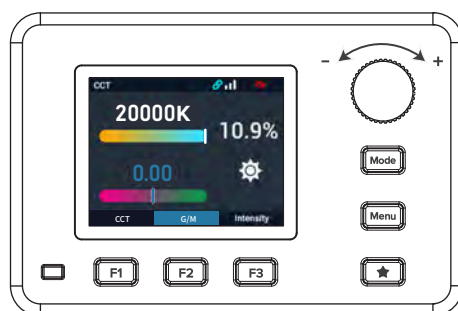 CCT
20000K
10.9%
0.00
CCT G/M Intensity
- +
Mode
Menu
F1 F2 F3